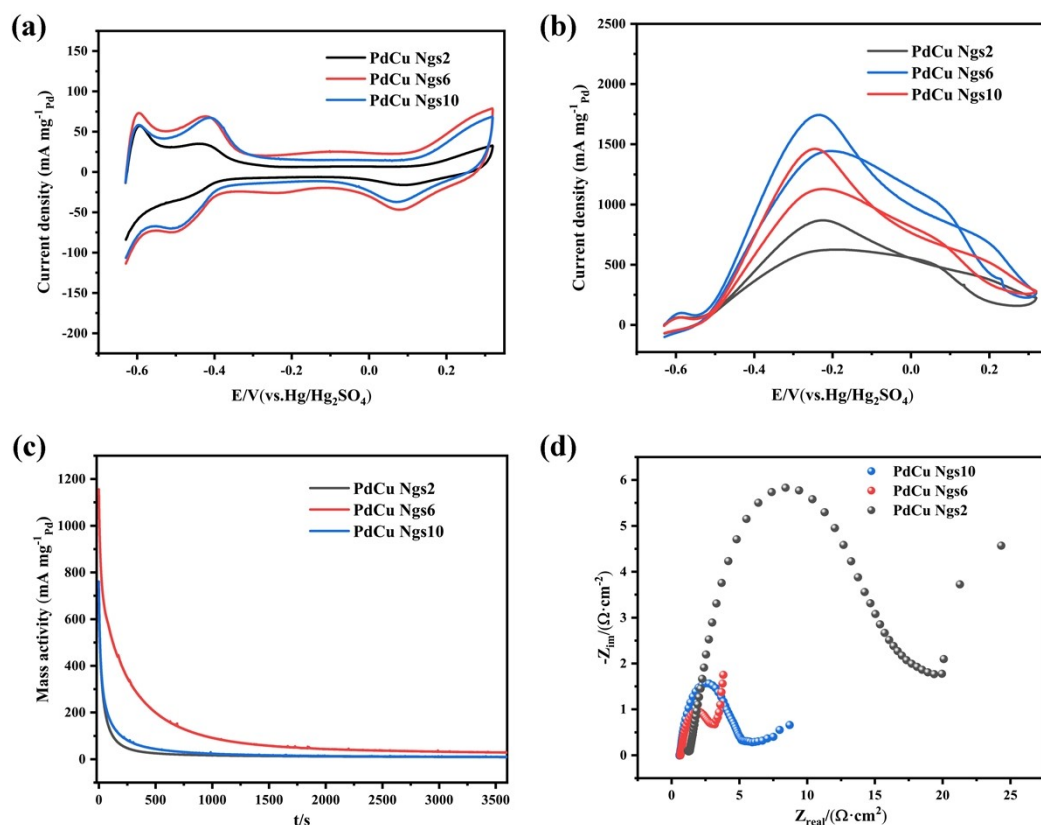 (a)
PdCu Ngs2
PdCu Ngs6
PdCu Ngs10
150
100
50
0
-50
-100
-150
-200
Current density (mA mg⁻¹Pd)
-0.6
-0.4
-0.2
0.0
0.2
E/V(vs.Hg/Hg₂SO₄)
(b)
PdCu Ngs2
PdCu Ngs6
PdCu Ngs10
2500
2000
1500
1000
500
0
Current density (mA mg⁻¹Pd)
-0.6
-0.4
-0.2
0.0
0.2
E/V(vs.Hg/Hg₂SO₄)
(c)
PdCu Ngs2
PdCu Ngs6
PdCu Ngs10
1200
1000
800
600
400
200
0
Mass activity (mA mg⁻¹Pd)
0
500
1000
1500
2000
2500
3000
3500
t/s
(d)
PdCu Ngs10
PdCu Ngs6
PdCu Ngs2
6
5
4
3
2
1
0
-Zim/(Ω·cm⁻²)
0
5
10
15
20
25
Zreal/(Ω·cm²)